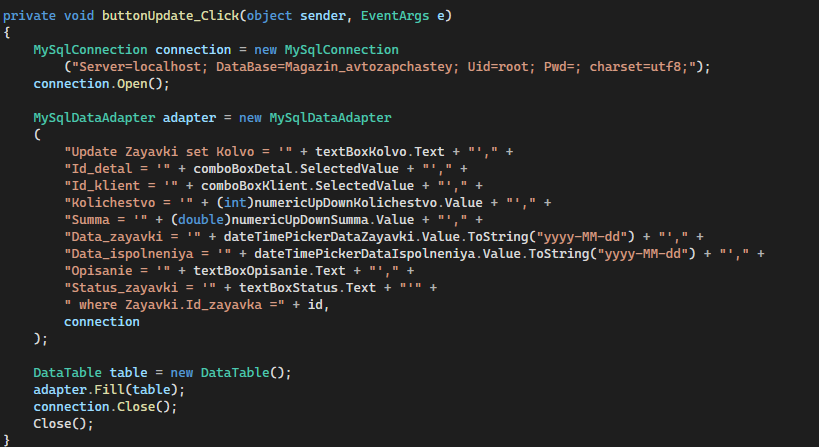 private void buttonUpdate_Click(object sender, EventArgs e)
{
    MySqlConnection connection = new MySqlConnection
        ("Server=localhost; DataBase=Magazin_avtozapchastey; Uid=root; Pwd=; charset=utf8;");
    connection.Open();

    MySqlDataAdapter adapter = new MySqlDataAdapter
    (
        "Update Zayavki set Kolvo = '" + textBoxKolvo.Text + "'," +
        "Id_detal = '" + comboBoxDetal.SelectedValue + "'," +
        "Id_klient = '" + comboBoxKlient.SelectedValue + "'," +
        "Kolichestvo = '" + (int)numericUpDownKolichestvo.Value + "'," +
        "Summa = '" + (double)numericUpDownSumma.Value + "'," +
        "Data_zayavki = '" + dateTimePickerDataZayavki.Value.ToString("yyyy-MM-dd") + "'," +
        "Data_ispolneniya = '" + dateTimePickerDataIspolneniya.Value.ToString("yyyy-MM-dd") + "'," +
        "Opisanie = '" + textBoxOpisanie.Text + "'," +
        "Status_zayavki = '" + textBoxStatus.Text + "'" +
        " where Zayavki.Id_zayavka =" + id,
        connection
    );

    DataTable table = new DataTable();
    adapter.Fill(table);
    connection.Close();
    Close();
}